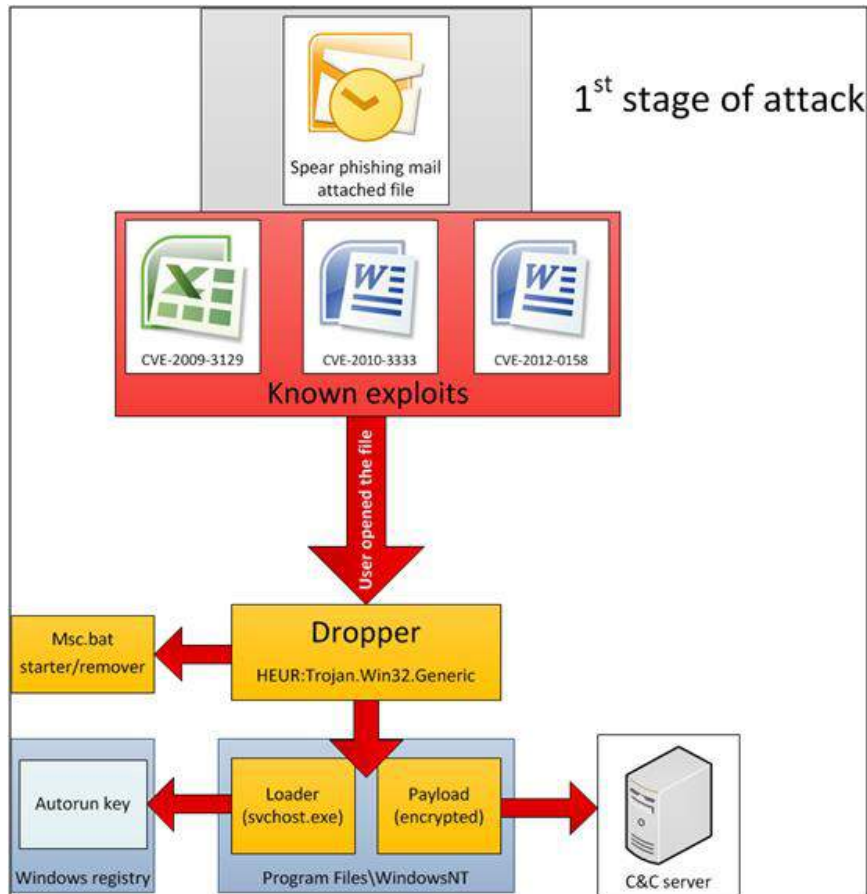 1st stage of attack
Spear phishing mail
attached file
CVE-2009-3129
CVE-2010-3333
CVE-2012-0158
Known exploits
User opened the file
Dropper
HEUR:Trojan.Win32.Generic
Msc.bat
starter/remover
Autorun key
Windows registry
Loader
(svchost.exe)
Payload
(encrypted)
Program Files\WindowsNT
C&C server